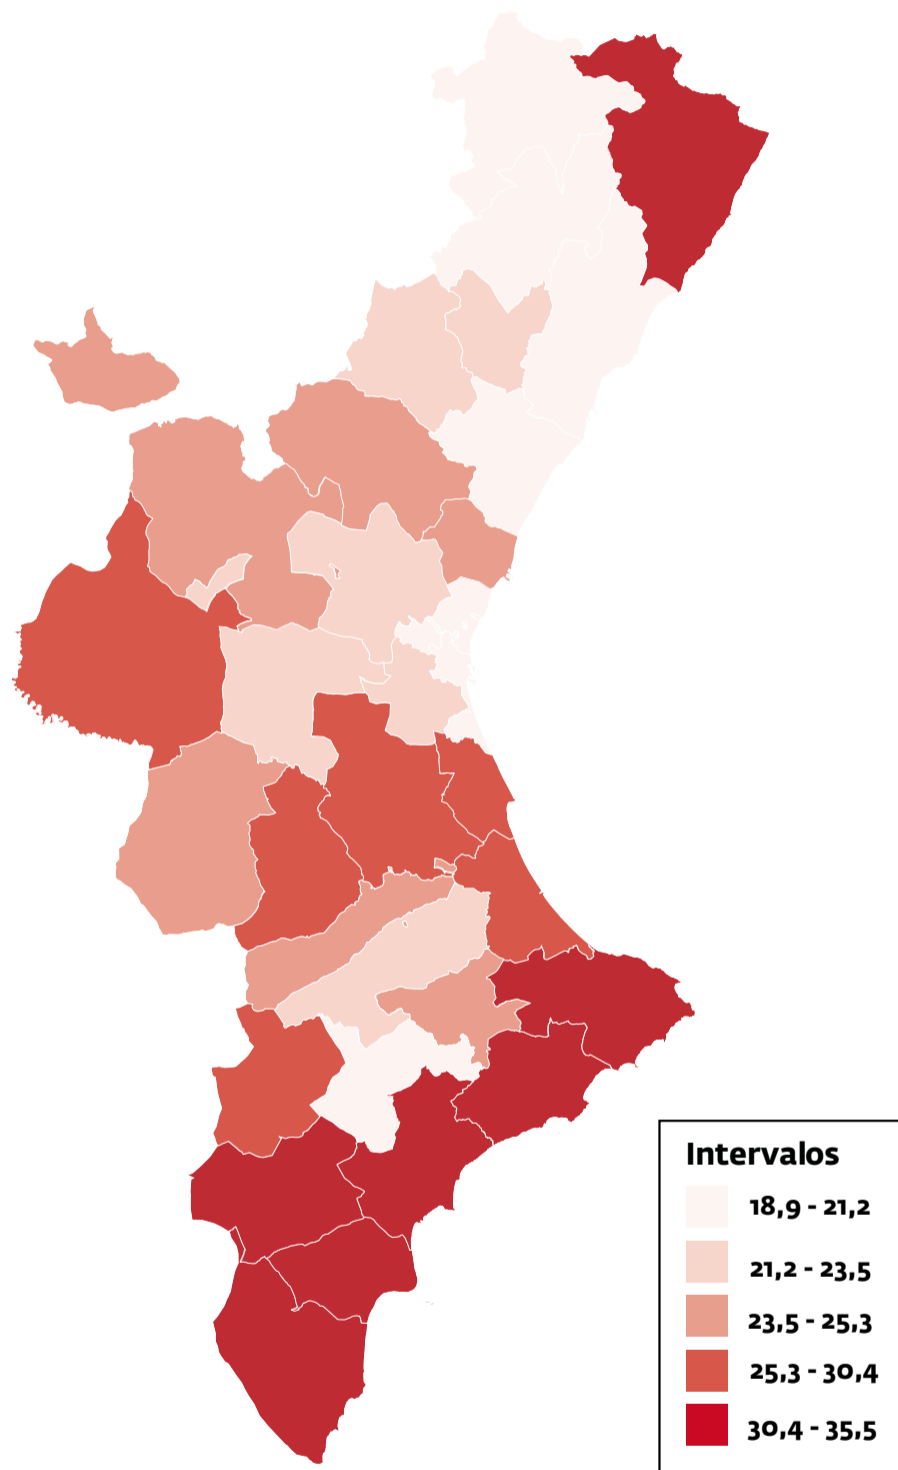 Intervalos
18,9 - 21,2
21,2 - 23,5
23,5 - 25,3
25,3 - 30,4
30,4 - 35,5